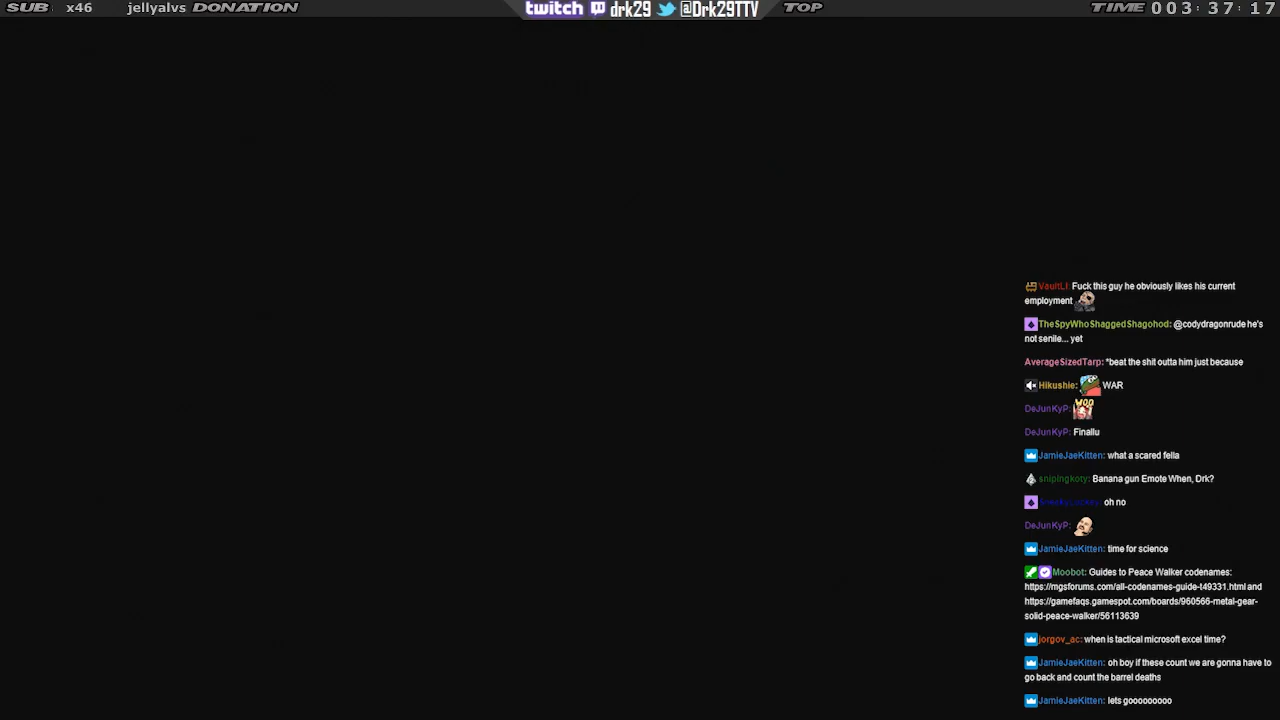 SUB: x46 jellyalvs DONATION twitch drk29 @Drk29TTV TOP TIME 003:37:17
VaultLI: Fuck this guy he obviously likes his current
employment
TheSpyWhoShaggedShagohod: @codydragonrude he's
not senile... yet
AverageSizedTarp: *beat the shit outta him just because
Hikushie: WAR
DeJunKyP: WOO
DeJunKyP: Finallu
JamieJaeKitten: what a scared fella
snipingkoty: Banana gun Emote When, Drk?
oh no
DeJunKyP:
JamieJaeKitten: time for science
Moobot: Guides to Peace Walker codenames:
https://mgsforums.com/all-codenames-guide-t49331.html and
https://gamefaqs.gamespot.com/boards/960566-metal-gear-
solid-peace-walker/56113639
jorgov_ac: when is tactical microsoft excel time?
JamieJaeKitten: oh boy if these count we are gonna have to
go back and count the barrel deaths
JamieJaeKitten: lets gooooooooo